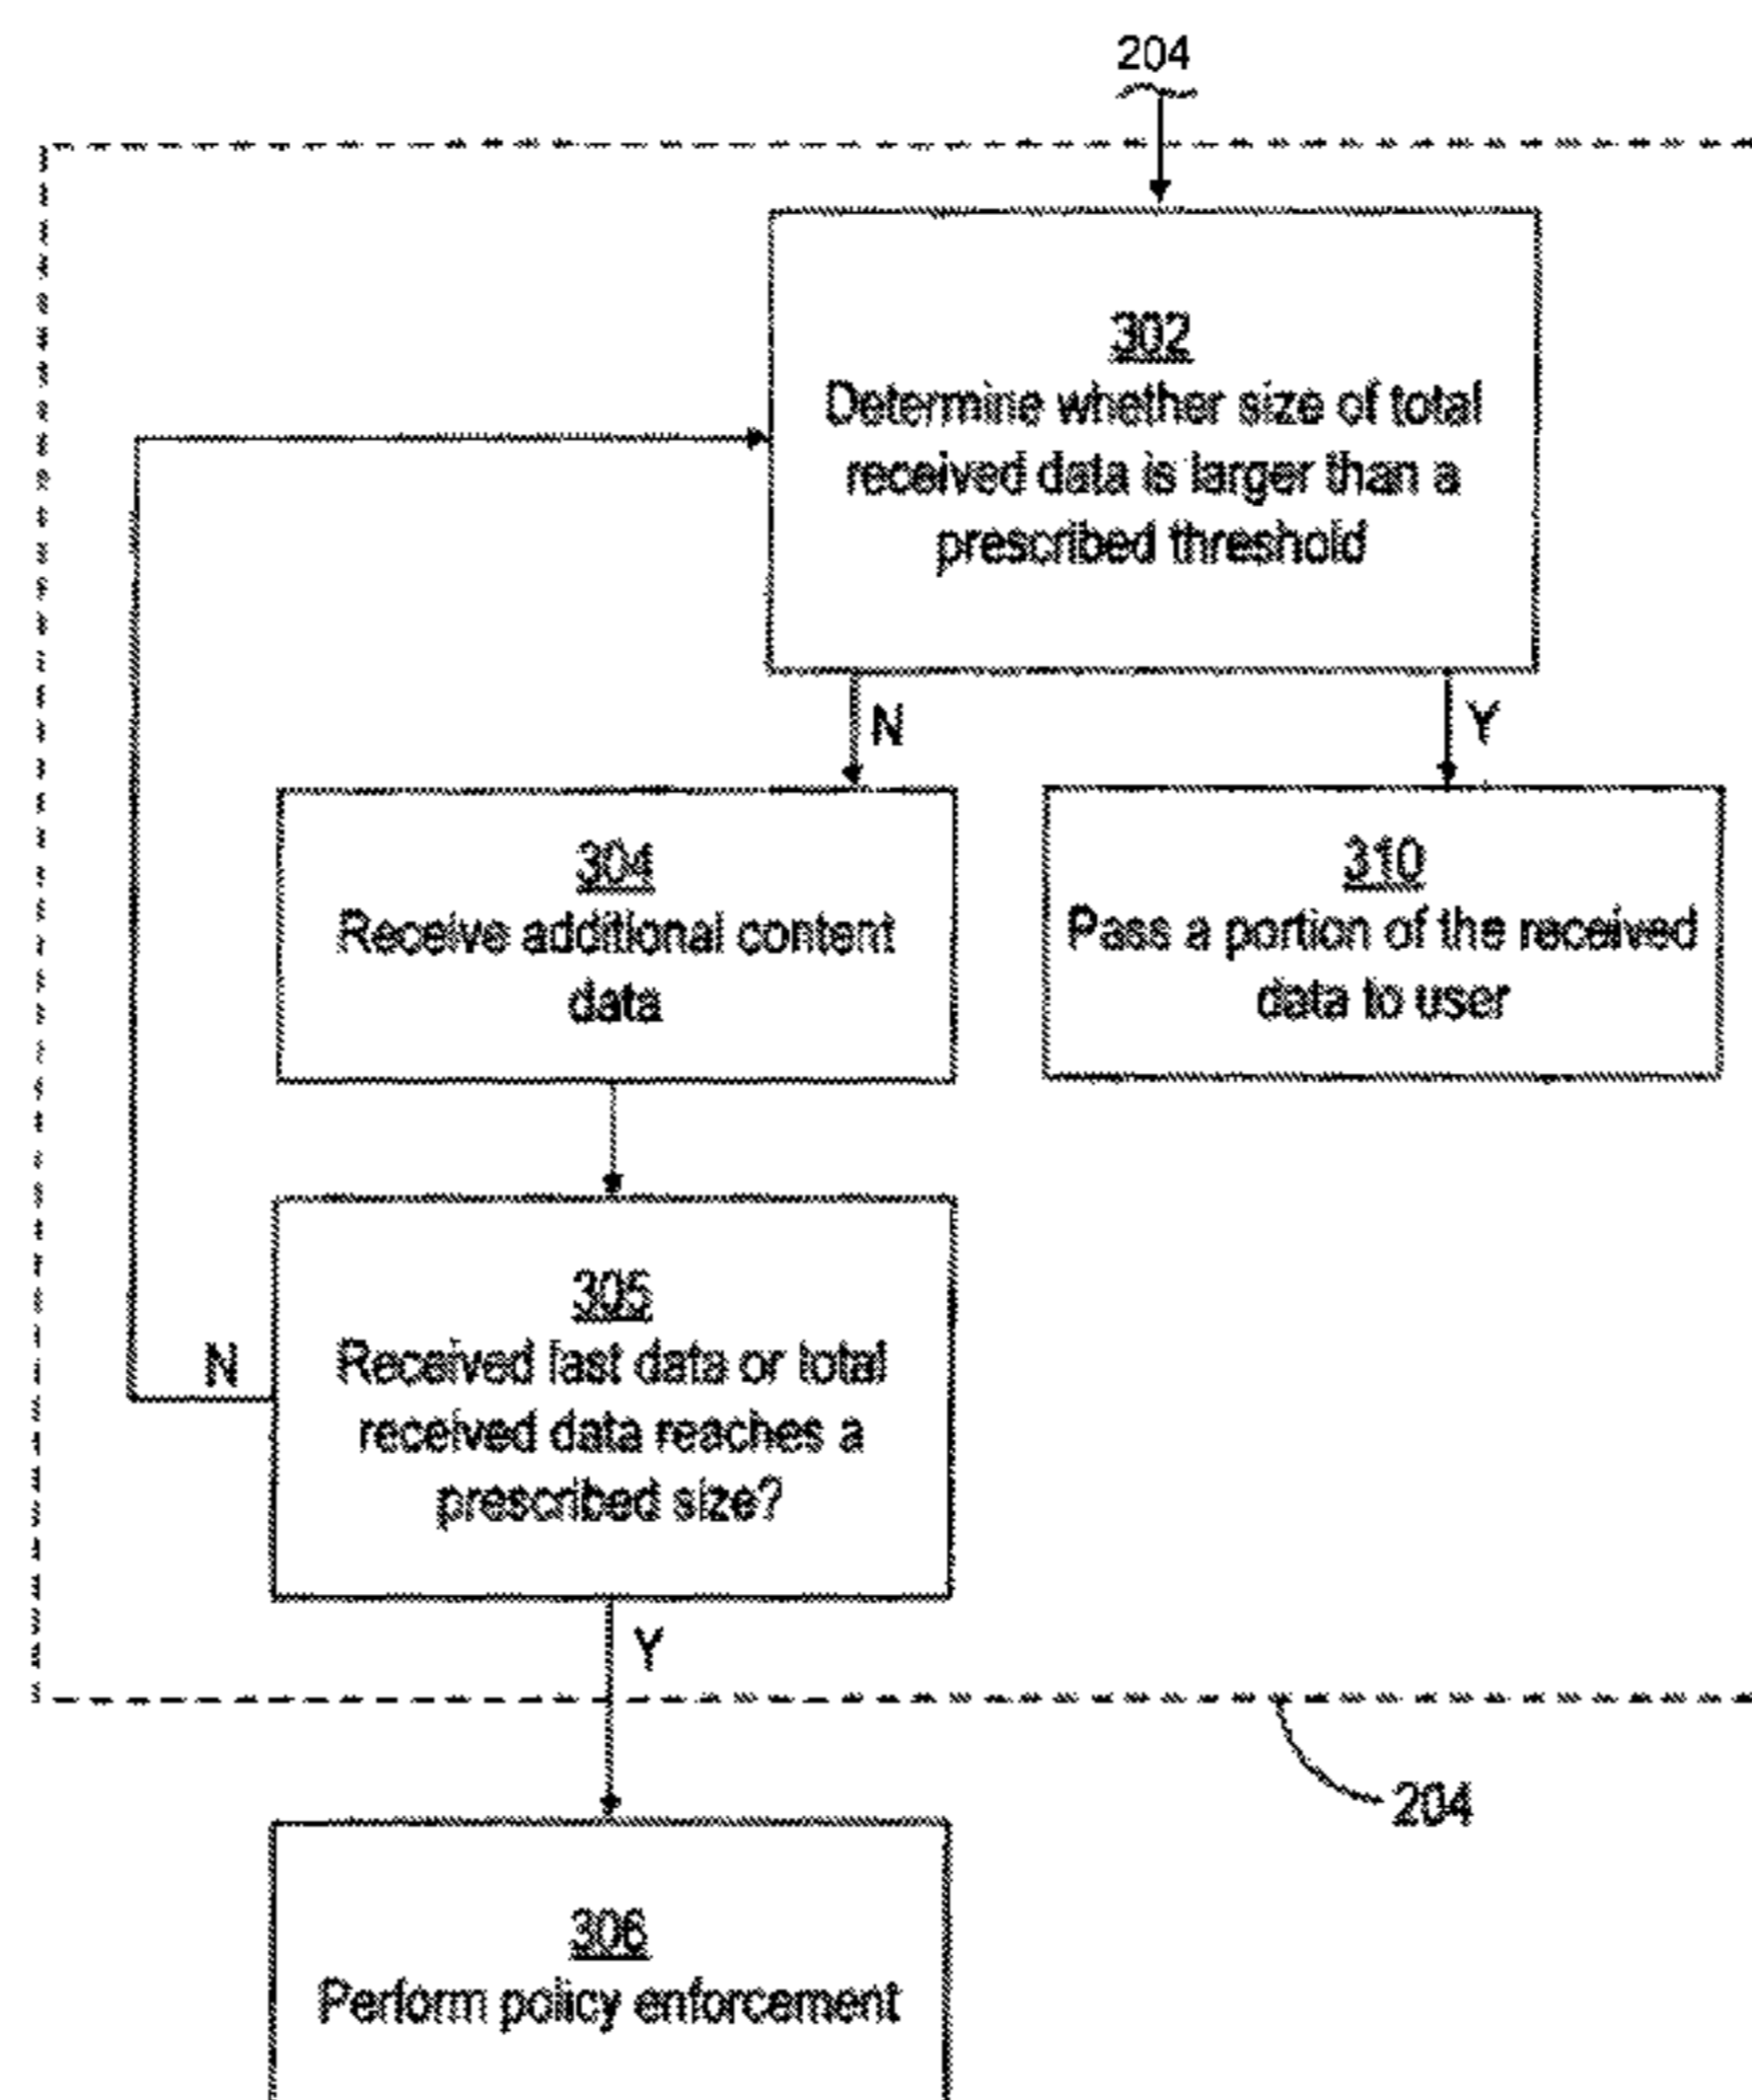 204
302
Determine whether size of total
received data is larger than a
prescribed threshold
N
Y
304
Receive additional content
data
310
Pass a portion of the received
data to user
305
Received last data or total
received data reaches a
prescribed size?
N
Y
204
306
Perform policy enforcement